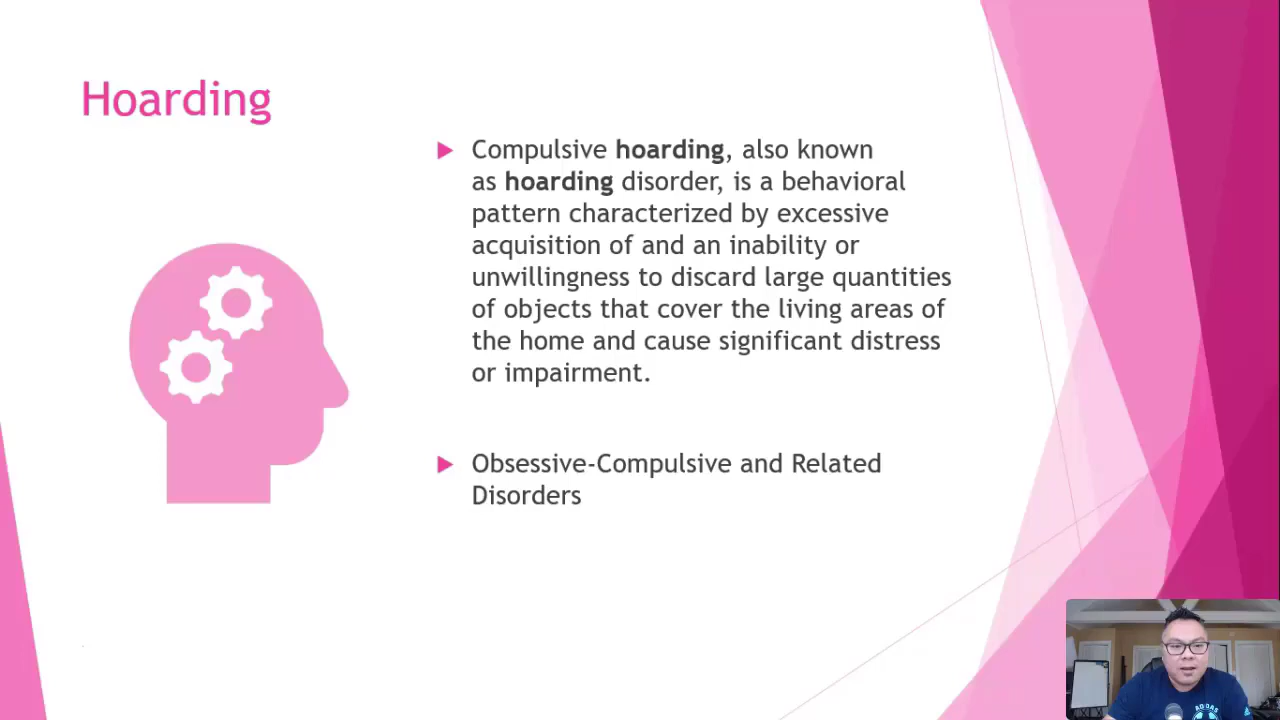 Hoarding
Compulsive hoarding, also known
as hoarding disorder, is a behavioral
pattern characterized by excessive
acquisition of and an inability or
unwillingness to discard large quantities
of objects that cover the living areas of
the home and cause significant distress
or impairment.
Obsessive-Compulsive and Related
Disorders